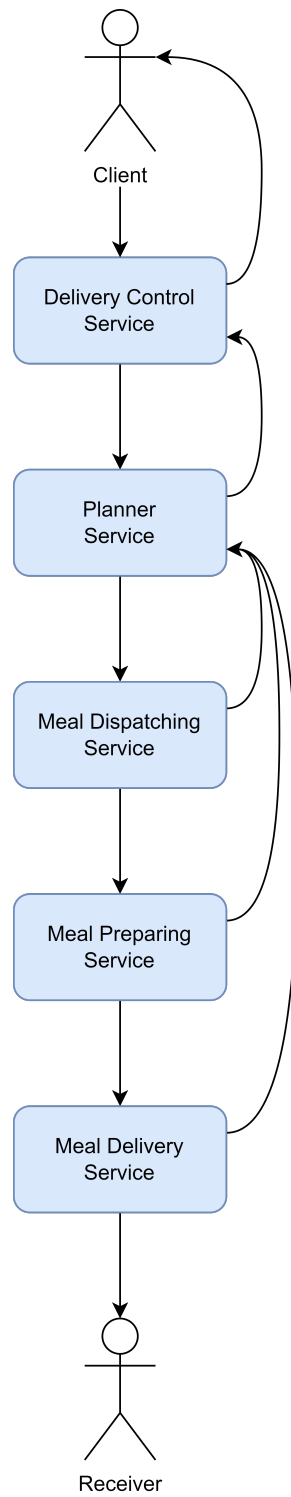 Client
Delivery Control
Service
Planner
Service
Meal Dispatching
Service
Meal Preparing
Service
Meal Delivery
Service
Receiver